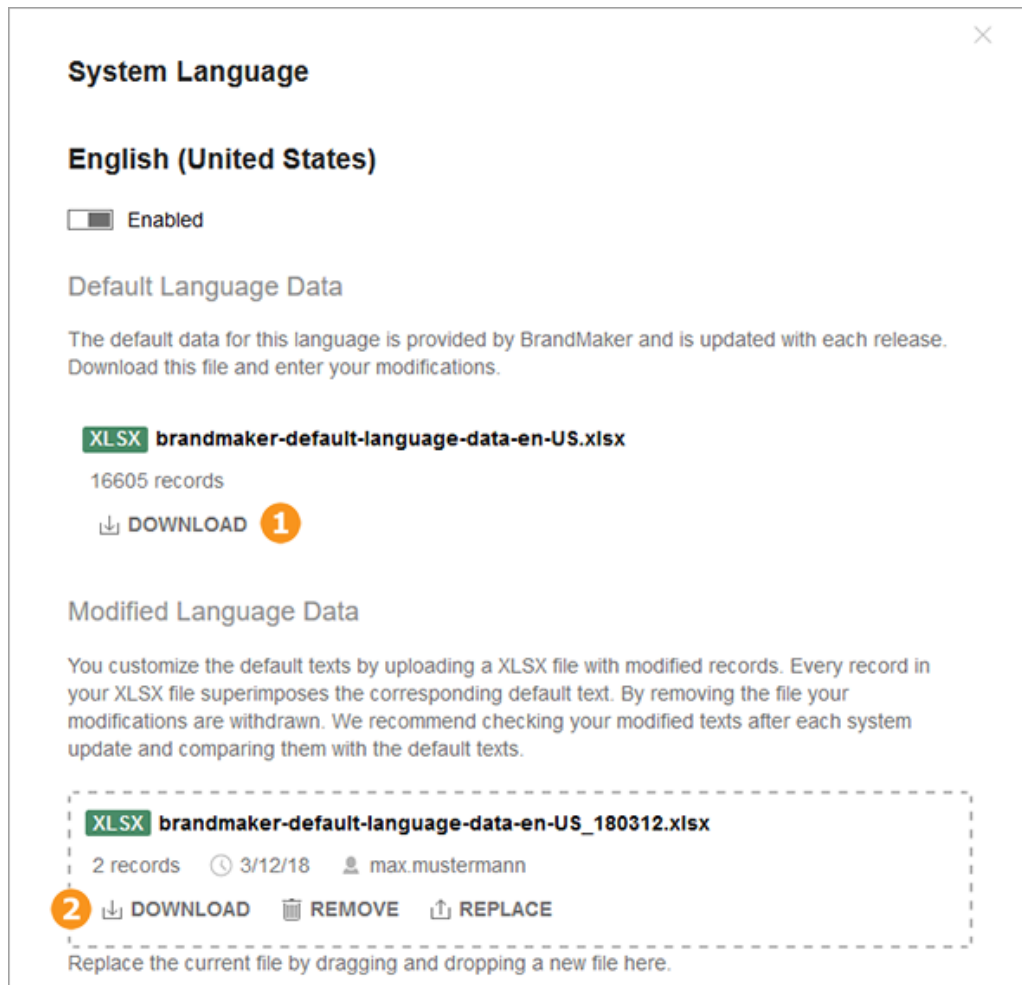 System Language
English (United States)
Enabled
Default Language Data
The default data for this language is provided by BrandMaker and is updated with each release.
Download this file and enter your modifications.
XLSX brandmaker-default-language-data-en-US.xlsx
16605 records
DOWNLOAD 1
Modified Language Data
You customize the default texts by uploading a XLSX file with modified records. Every record in
your XLSX file superimposes the corresponding default text. By removing the file your
modifications are withdrawn. We recommend checking your modified texts after each system
update and comparing them with the default texts.
XLSX brandmaker-default-language-data-en-US_180312.xlsx
2 records 3/12/18 max.mustermann
2 DOWNLOAD REMOVE REPLACE
Replace the current file by dragging and dropping a new file here.